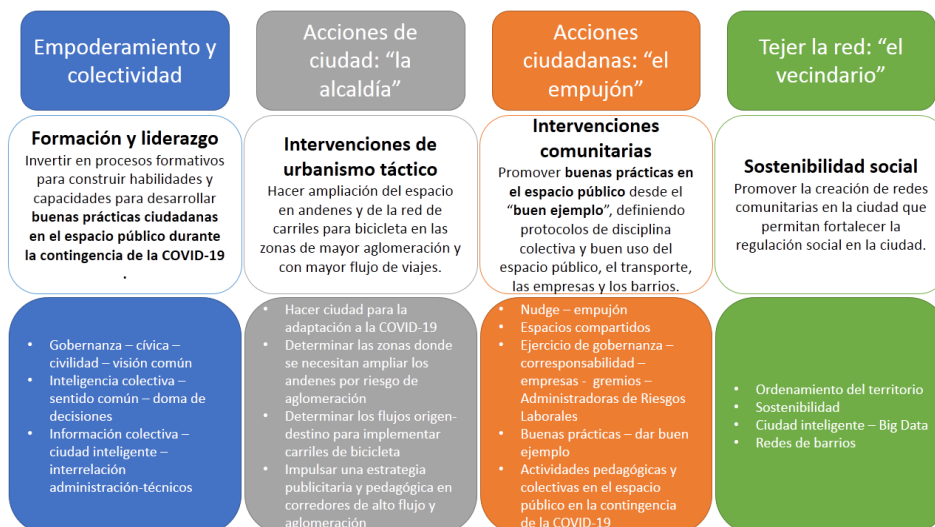 Empoderamiento y
colectividad
Acciones de
ciudad: “la
alcaldía”
Acciones
ciudadanas: “el
empujón”
Tejer la red: “el
vecindario”
Formación y liderazgo
Invertir en procesos formativos
para construir habilidades y
capacidades para desarrollar
buenas prácticas ciudadanas
en el espacio público durante
la contingencia de la COVID-19
.
Intervenciones de
urbanismo táctico
Hacer ampliación del espacio
en andenes y de la red de
carriles para bicicleta en las
zonas de mayor aglomeración y
con mayor flujo de viajes.
Intervenciones
comunitarias
Promover buenas prácticas en
el espacio público desde el
“buen ejemplo”, definiendo
protocolos de disciplina
colectiva y buen uso del
espacio público, el transporte,
las empresas y los barrios.
Sostenibilidad social
Promover la creación de redes
comunitarias en la ciudad que
permitan fortalecer la
regulación social en la ciudad.
• Gobernanza – cívica –
civilidad – visión común
• Inteligencia colectiva –
sentido común – doma de
decisiones
• Información colectiva –
ciudad inteligente –
interrelación
administración-técnicos
• Hacer ciudad para la
adaptación a la COVID-19
• Determinar las zonas donde
se necesitan ampliar los
andenes por riesgo de
aglomeración
• Determinar los flujos origen-
destino para implementar
carriles de bicicleta
• Impulsar una estrategia
publicitaria y pedagógica en
corredores de alto flujo y
aglomeración
• Nudge – empujón
• Espacios compartidos
• Ejercicio de gobernanza –
corresponsabilidad –
empresas - gremios –
Administradoras de Riesgos
Laborales
• Buenas prácticas – dar buen
ejemplo
• Actividades pedagógicas y
colectivas en el espacio
público en la contingencia
de la COVID-19
• Ordenamiento del territorio
• Sostenibilidad
• Ciudad inteligente – Big Data
• Redes de barrios